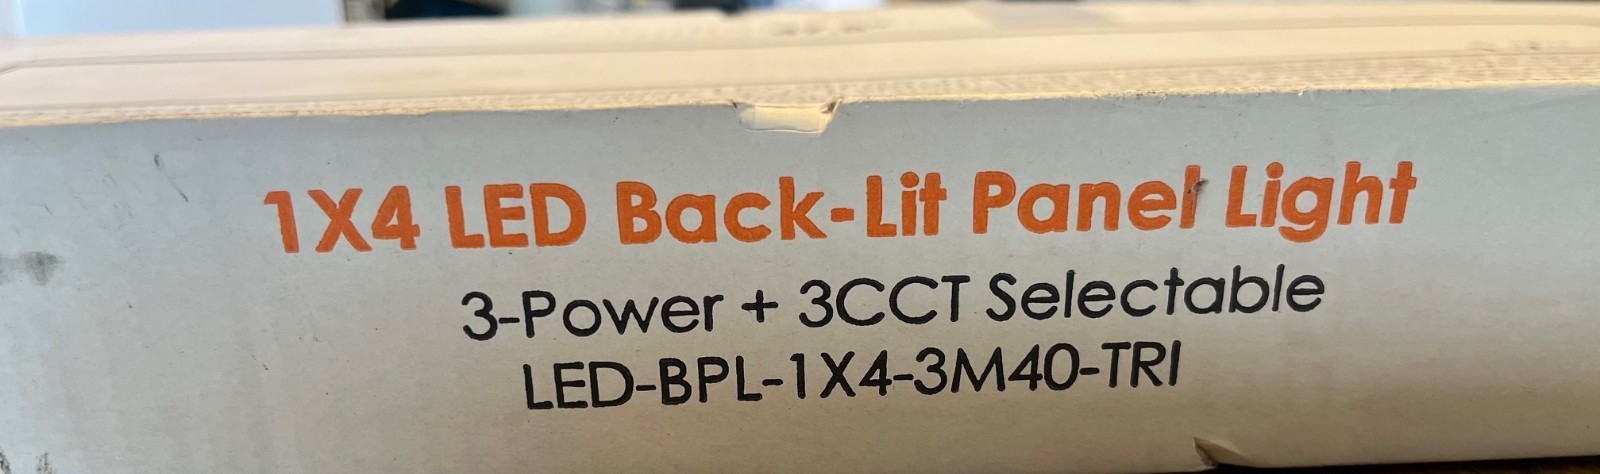 1X4 LED Back-Lit Panel Light
3-Power + 3CCT Selectable
LED-BPL-1X4-3M40-TRI